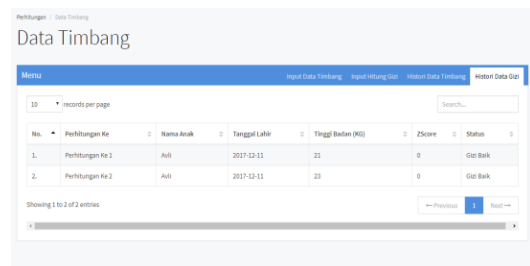 Perhitungan / Data Timbang
Data Timbang
Menu Input Data Timbang Input Hitung Gizi Histori Data Timbang Histori Data Gizi
10 records per page Search...
No. Perhitungan Ke Nama Anak Tanggal Lahir Tinggi Badan (KG) ZScore Status
1. Perhitungan Ke 1 Avli 2017-12-11 21 0 Gizi Baik
2. Perhitungan Ke 2 Avli 2017-12-11 23 0 Gizi Baik
Showing 1 to 2 of 2 entries ← Previous 1 Next →